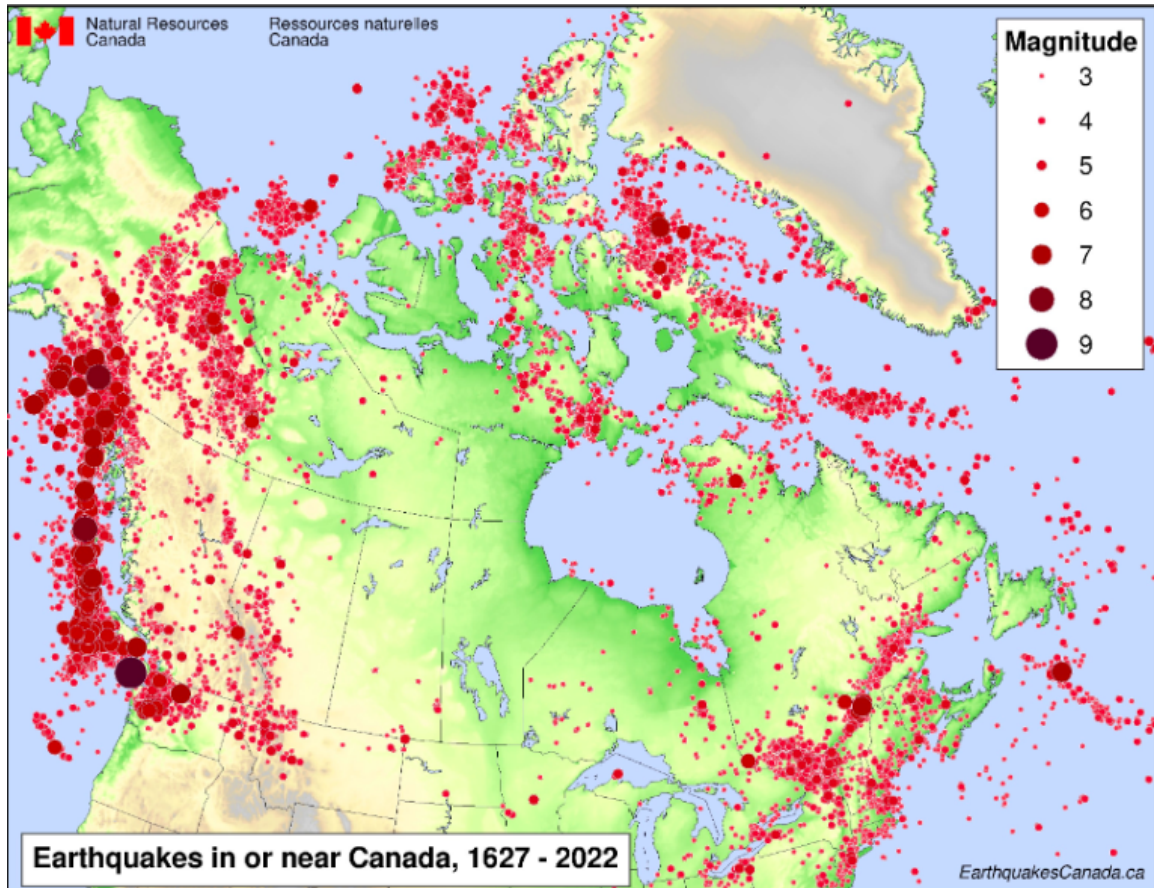 Natural Resources
Canada
Ressources naturelles
Canada
Magnitude
3
4
5
6
7
8
9
Earthquakes in or near Canada, 1627 - 2022
EarthquakesCanada.ca